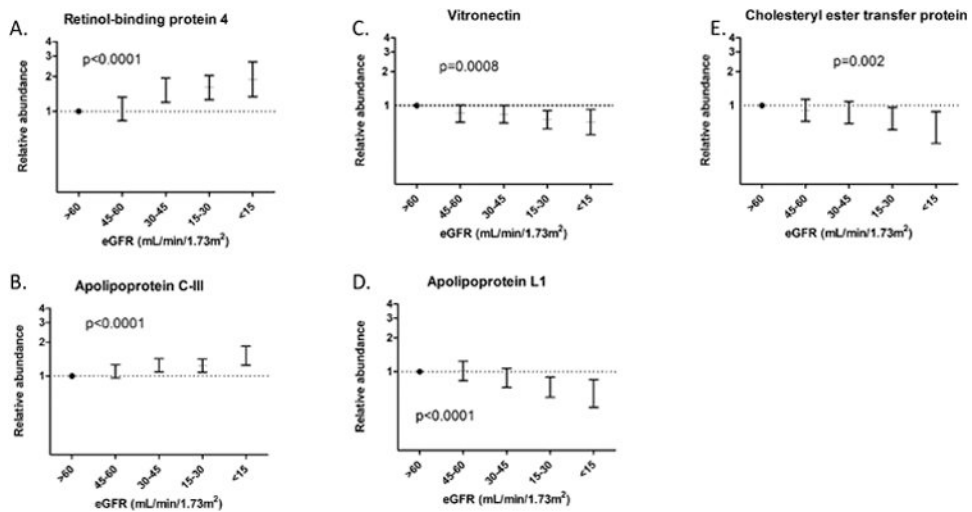 A.
Retinol-binding protein 4
Relative abundance
4
3
2
1
p<0.0001
>60
45-60
30-45
15-30
<15
eGFR (mL/min/1.73m²)
B.
Apolipoprotein C-III
Relative abundance
4
3
2
1
p<0.0001
>60
45-60
30-45
15-30
<15
eGFR (mL/min/1.73m²)
C.
Vitronectin
Relative abundance
4
3
2
1
p=0.0008
>60
45-60
30-45
15-30
<15
eGFR (mL/min/1.73m²)
D.
Apolipoprotein L1
Relative abundance
4
3
2
1
p<0.0001
>60
45-60
30-45
15-30
<15
eGFR (mL/min/1.73m²)
E.
Cholesteryl ester transfer protein
Relative abundance
4
3
2
1
p=0.002
>60
45-60
30-45
15-30
<15
eGFR (mL/min/1.73m²)